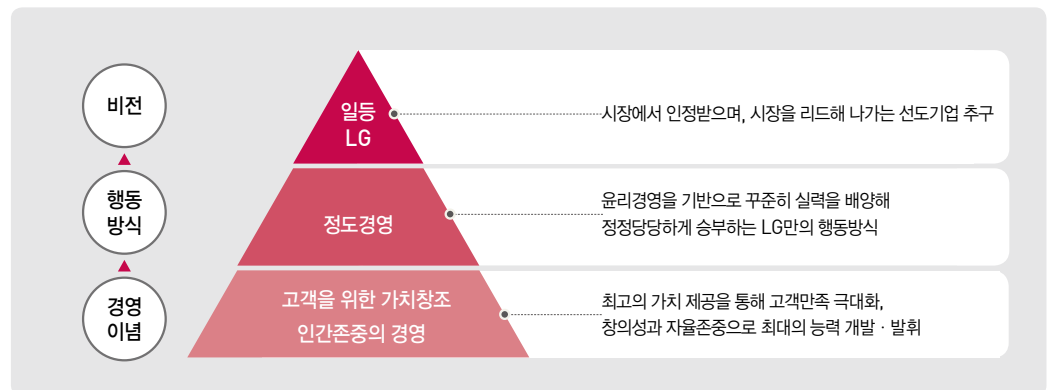 비전
일등
LG
시장에서 인정받으며, 시장을 리드해 나가는 선도기업 추구
행동
방식
정도경영
윤리경영을 기반으로 꾸준히 실력을 배양해
정정당당하게 승부하는 LG만의 행동방식
경영
이념
고객을 위한 가치창조
인간존중의 경영
최고의 가치 제공을 통해 고객만족 극대화,
창의성과 자율존중으로 최대의 능력 개발 · 발휘